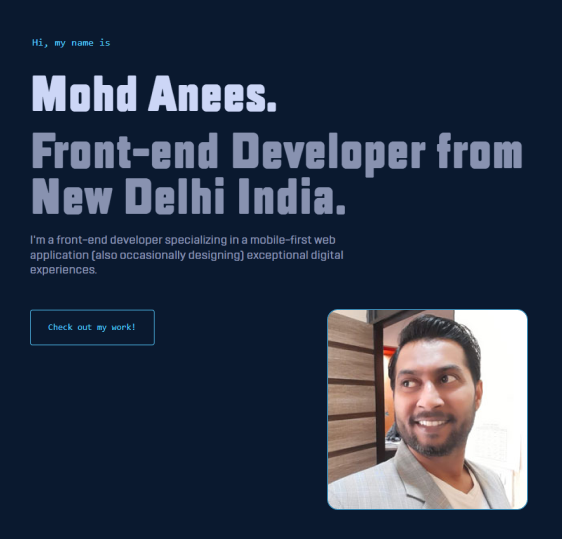 Hi, my name is
Mohd Anees.
Front-end Developer from
New Delhi India.
I'm a front-end developer specializing in a mobile-first web
application (also occasionally designing) exceptional digital
experiences.
Check out my work!